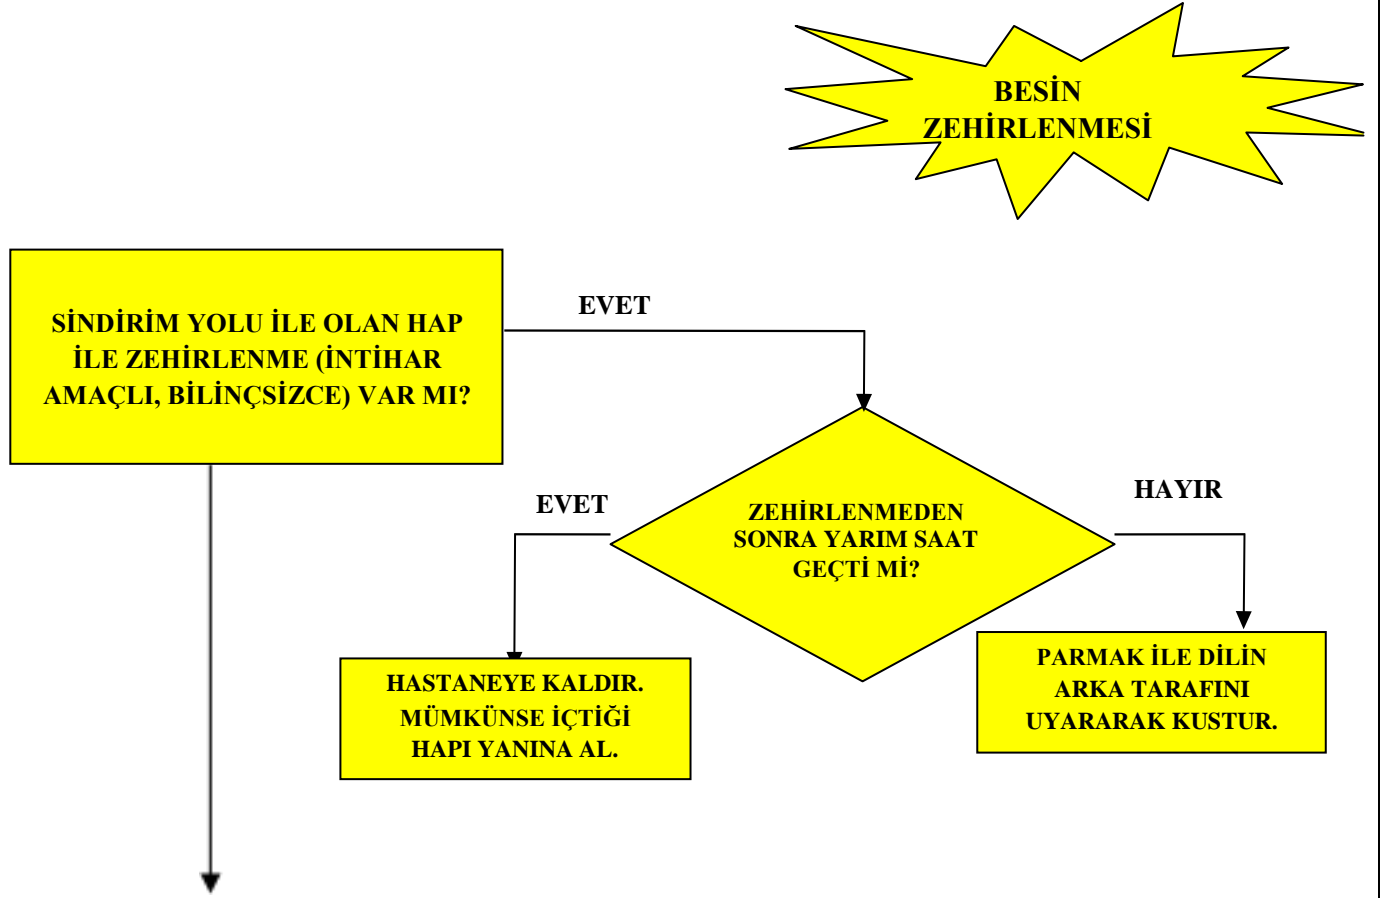 BESİN
ZEHİRLENMESİ
SİNDİRİM YOLU İLE OLAN HAP
İLE ZEHİRLENME (İNTİHAR
AMAÇLI, BİLİNÇSİZCE) VAR MI?
EVET
ZEHİRLENMEDEN
SONRA YARIM SAAT
GEÇTİ Mİ?
EVET
HAYIR
HASTANEYE KALDIR.
MÜMKÜNSE İÇTİĞİ
HAPI YANINA AL.
PARMAK İLE DİLİN
ARKA TARAFINI
UYARARAK KUSTUR.